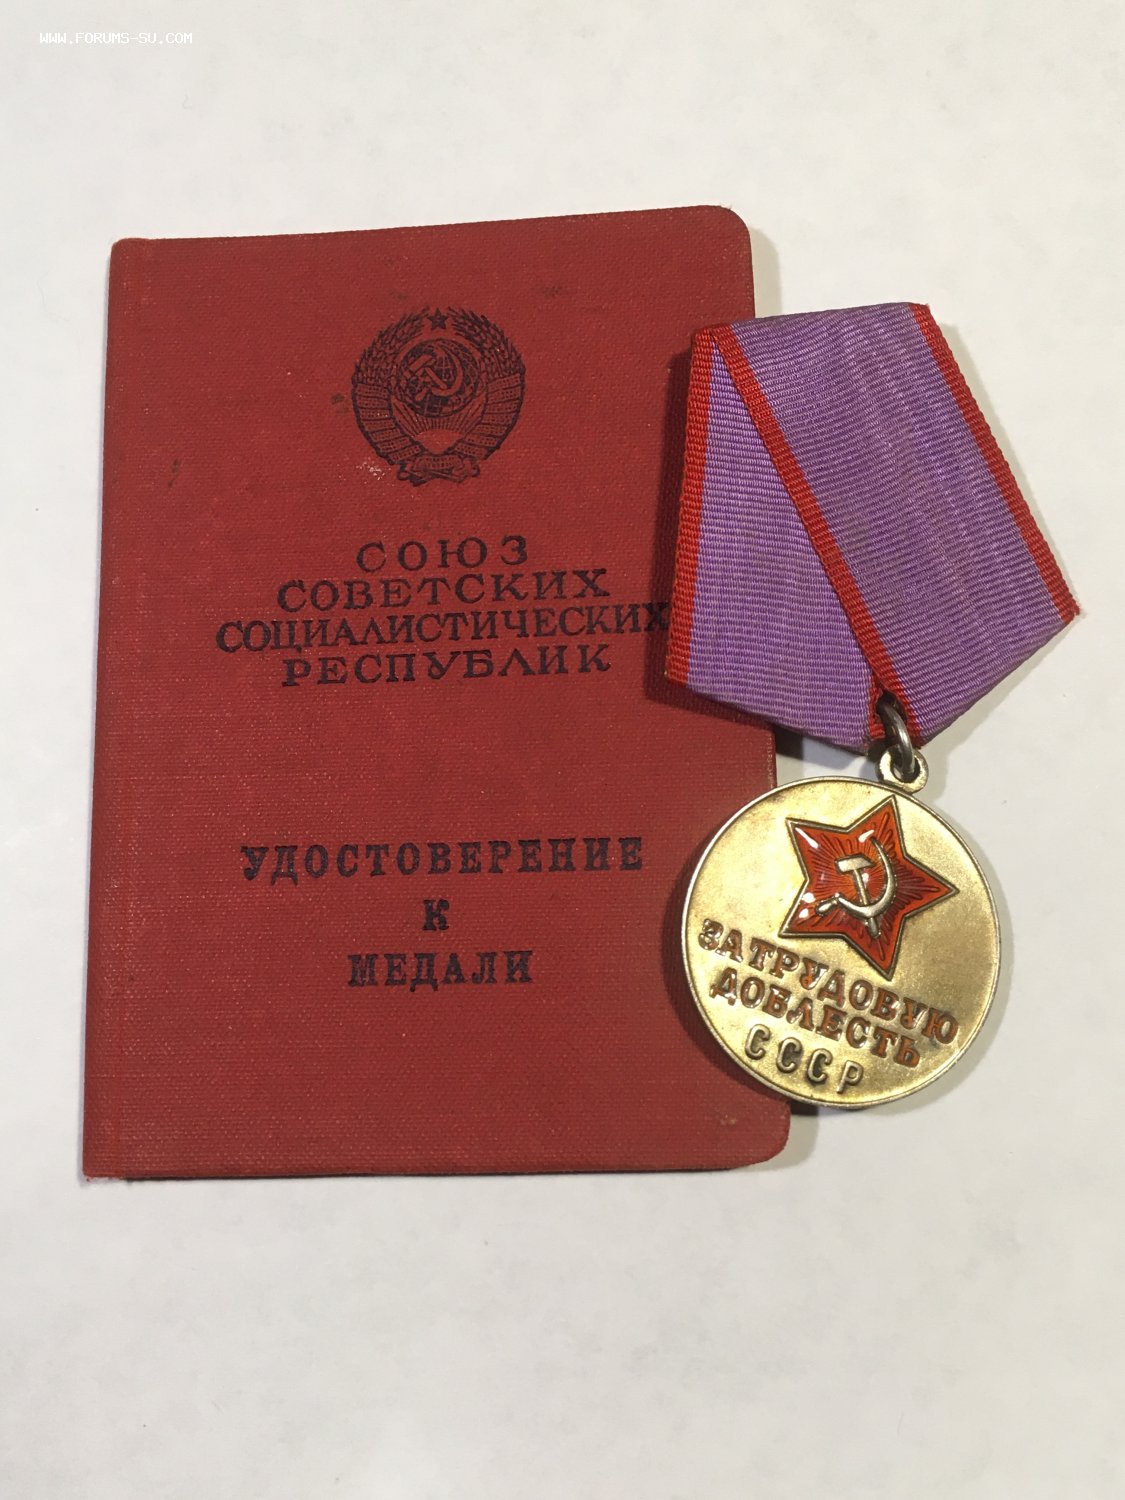 WWW.FORUMS-SU.COM
СОЮЗ
СОВЕТСКИХ
СОЦИАЛИСТИЧЕСКИХ
РЕСПУБЛИК
УДОСТОВЕРЕНИЕ
К
МЕДАЛИ
ЗА ТРУДОВУЮ
ДОБЛЕСТЬ
СССР